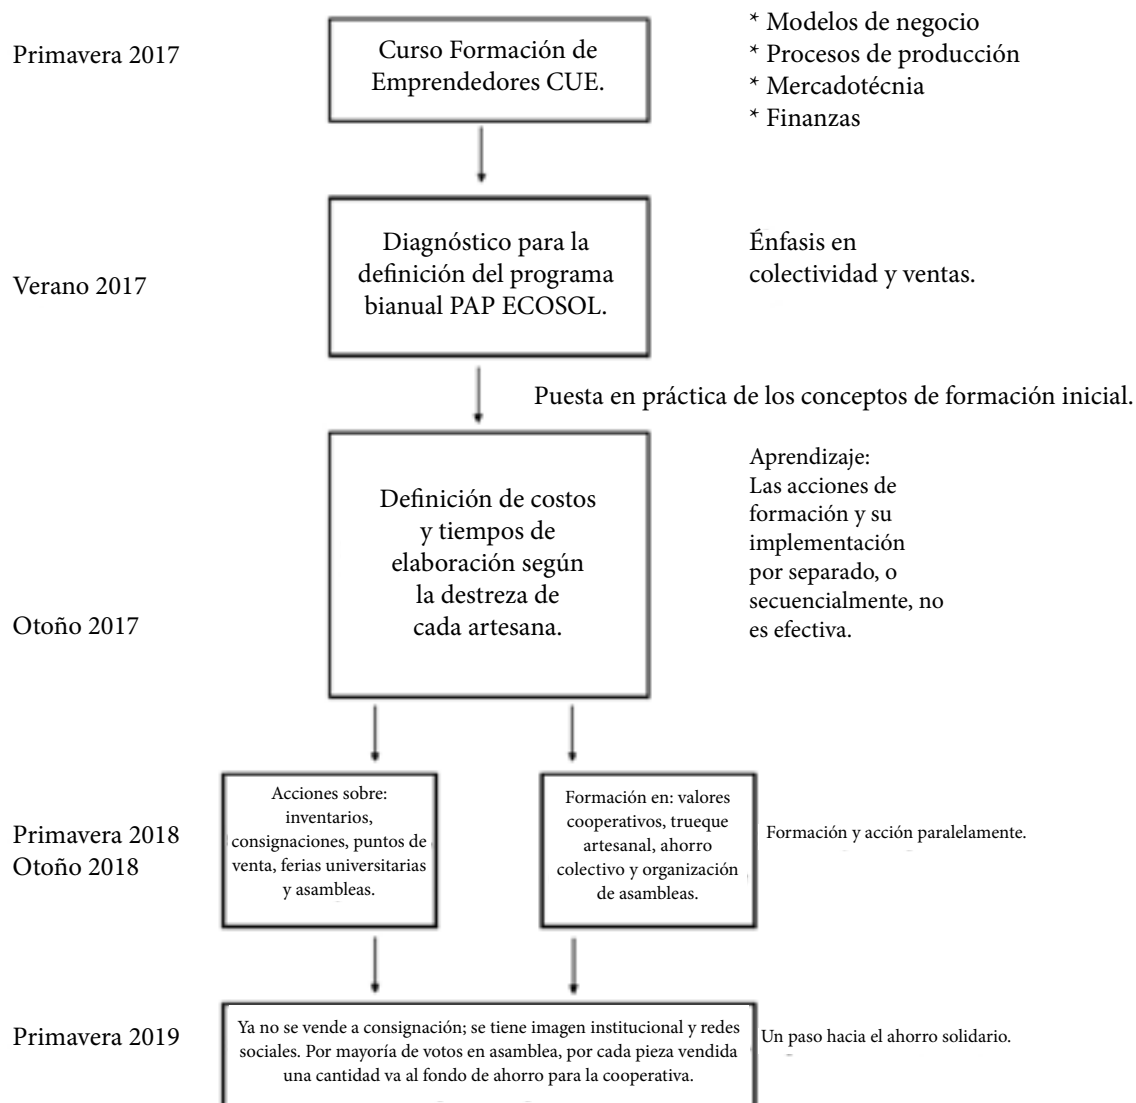 Primavera 2017
Curso Formación de
Emprendedores CUE.
* Modelos de negocio
* Procesos de producción
* Mercadotécnia
* Finanzas
Verano 2017
Diagnóstico para la
definición del programa
bianual PAP ECOSOL.
Énfasis en
colectividad y ventas.
Puesta en práctica de los conceptos de formación inicial.
Otoño 2017
Definición de costos
y tiempos de
elaboración según
la destreza de
cada artesana.
Aprendizaje:
Las acciones de
formación y su
implementación
por separado, o
secuencialmente, no
es efectiva.
Primavera 2018
Otoño 2018
Acciones sobre:
inventarios,
consignaciones, puntos de
venta, ferias universitarias
y asambleas.
Formación en: valores
cooperativos, trueque
artesanal, ahorro
colectivo y organización
de asambleas.
Formación y acción paralelamente.
Primavera 2019
Ya no se vende a consignación; se tiene imagen institucional y redes
sociales. Por mayoría de votos en asamblea, por cada pieza vendida
una cantidad va al fondo de ahorro para la cooperativa.
Un paso hacia el ahorro solidario.